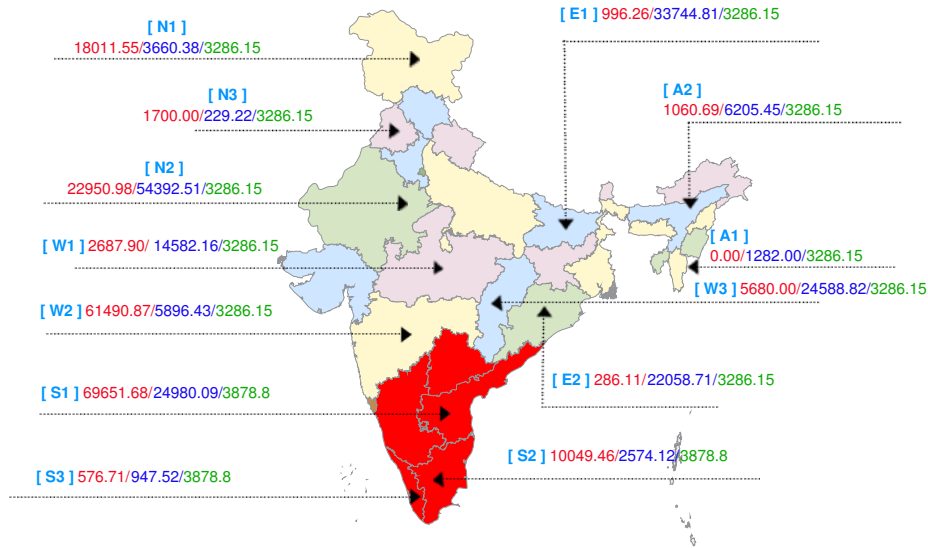 [ N1 ]
18011.55/3660.38/3286.15
[ E1 ] 996.26/33744.81/3286.15
[ N3 ]
1700.00/229.22/3286.15
[ A2 ]
1060.69/6205.45/3286.15
[ N2 ]
22950.98/54392.51/3286.15
[ W1 ] 2687.90/ 14582.16/3286.15
[ A1 ]
0.00/1282.00/3286.15
[ W3 ] 5680.00/24588.82/3286.15
[ W2 ] 61490.87/5896.43/3286.15
[ E2 ] 286.11/22058.71/3286.15
[ S1 ] 69651.68/24980.09/3878.8
[ S2 ] 10049.46/2574.12/3878.8
[ S3 ] 576.71/947.52/3878.8